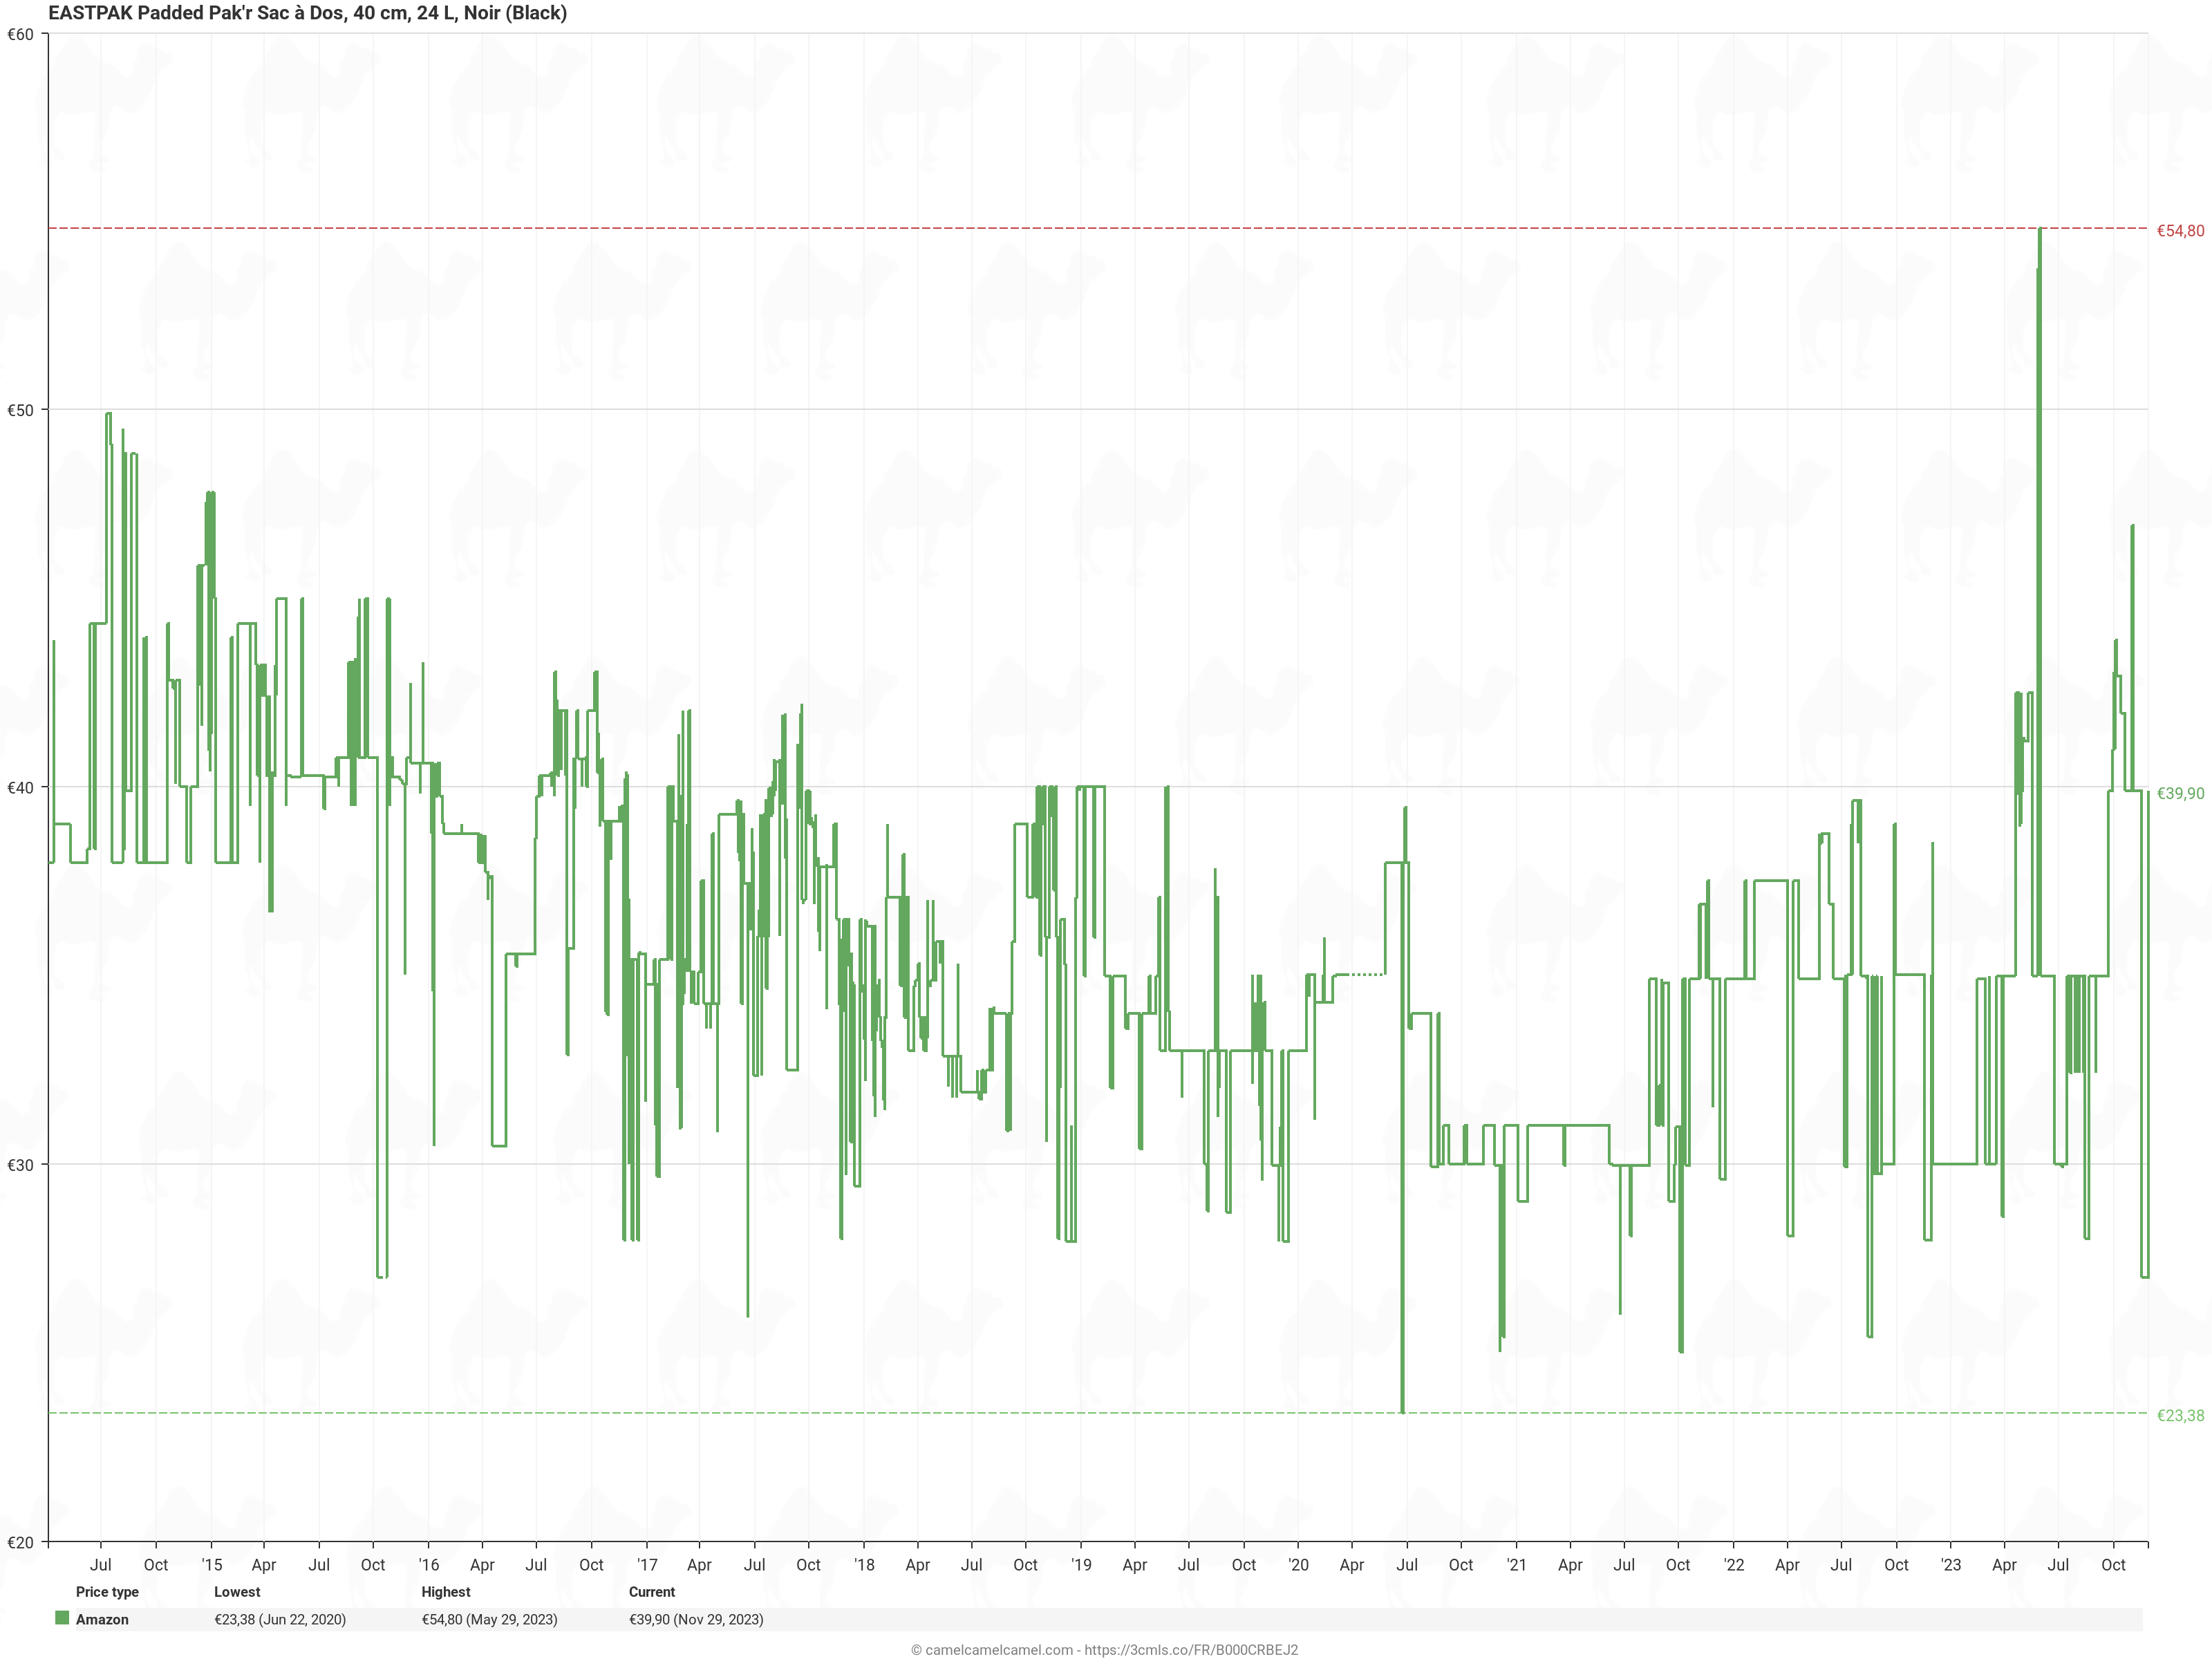 EASTPAK Padded Pak'r Sac à Dos, 40 cm, 24 L, Noir (Black)
€60
€54,80
€50
€40
€39,90
€30
€23,38
€20
Jul Oct '15 Apr Jul Oct '16 Apr Jul Oct '17 Apr Jul Oct '18 Apr Jul Oct '19 Apr Jul Oct '20 Apr Jul Oct '21 Apr Jul Oct '22 Apr Jul Oct '23 Apr Jul Oct
Price type Lowest Highest Current
Amazon €23,38 (Jun 22, 2020) €54,80 (May 29, 2023) €39,90 (Nov 29, 2023)
© camelcamelcamel.com - https://3cmls.co/FR/B000CRBEJ2